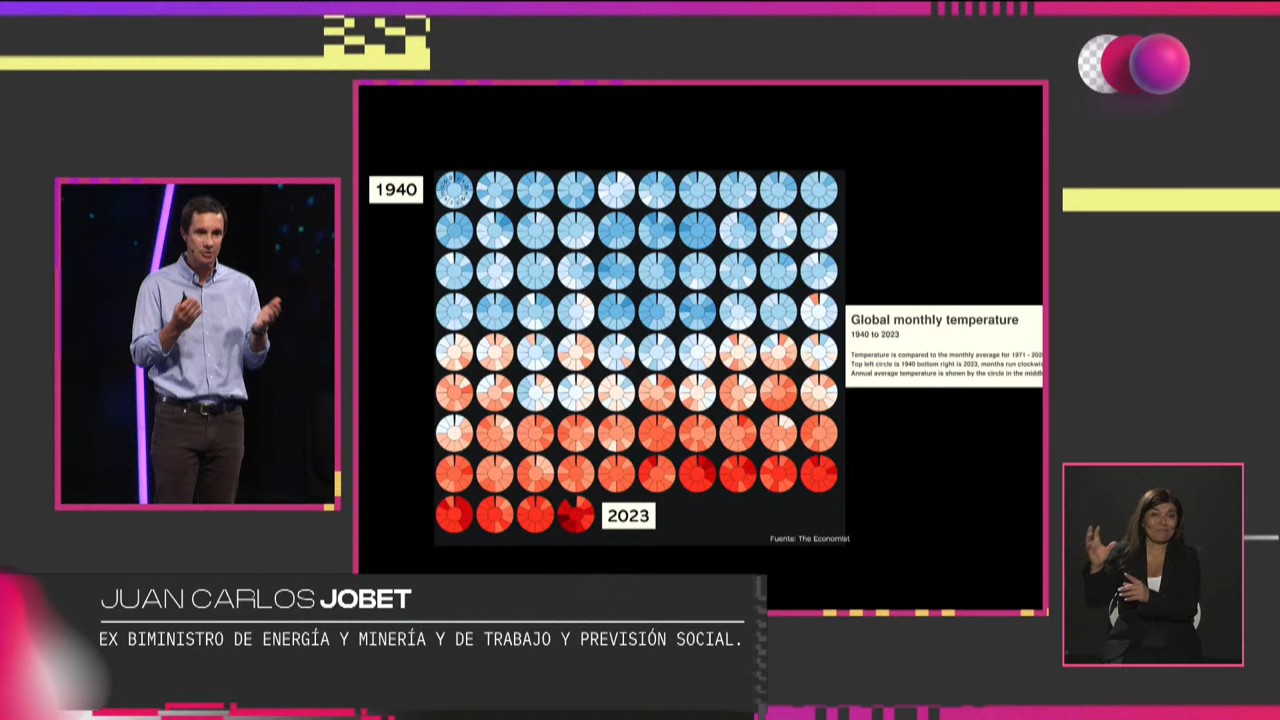 1940
Global monthly temperature
1940 to 2023
Temperature is compared to the monthly average for 1971 - 202
Top left circle is 1940 bottom right is 2023, months run clockwis
Annual average temperature is shown by the circle in the middl
2023
Fuente: The Economist
JUAN CARLOS JOBET
EX BIMINISTRO DE ENERGÍA Y MINERÍA Y DE TRABAJO Y PREVISIÓN SOCIAL.